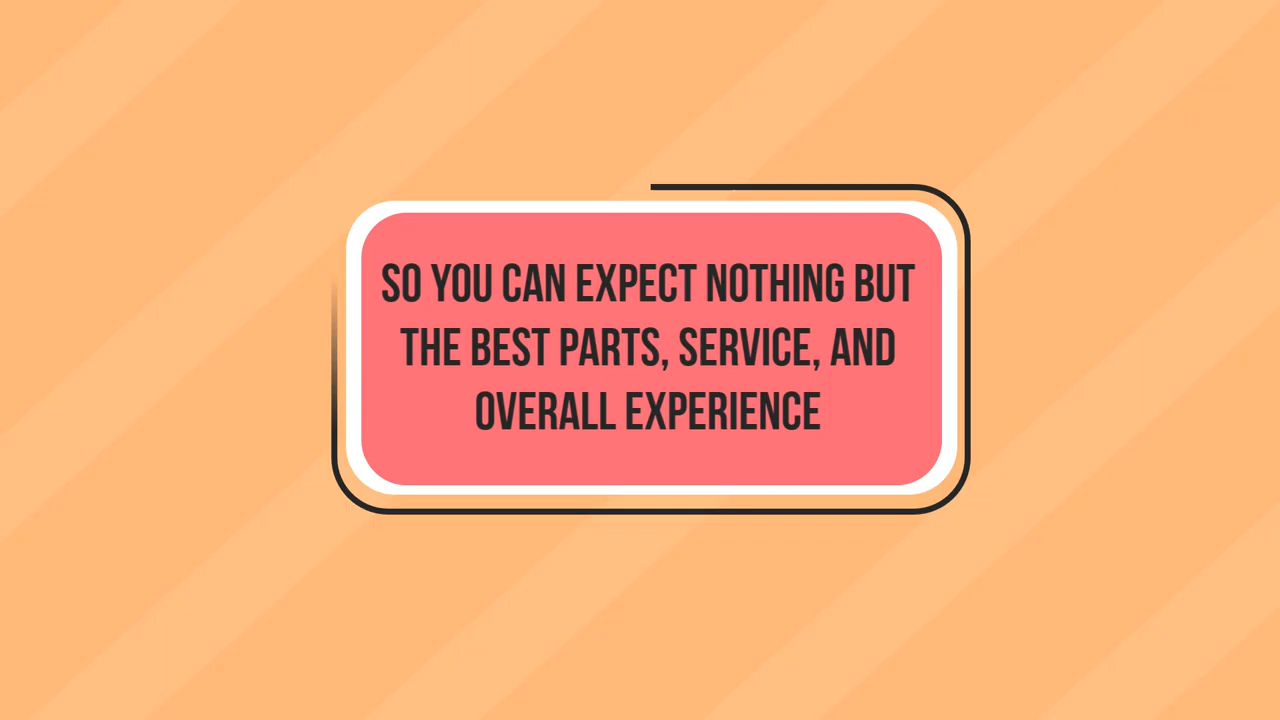 SO YOU CAN EXPECT NOTHING BUT
THE BEST PARTS, SERVICE, AND
OVERALL EXPERIENCE